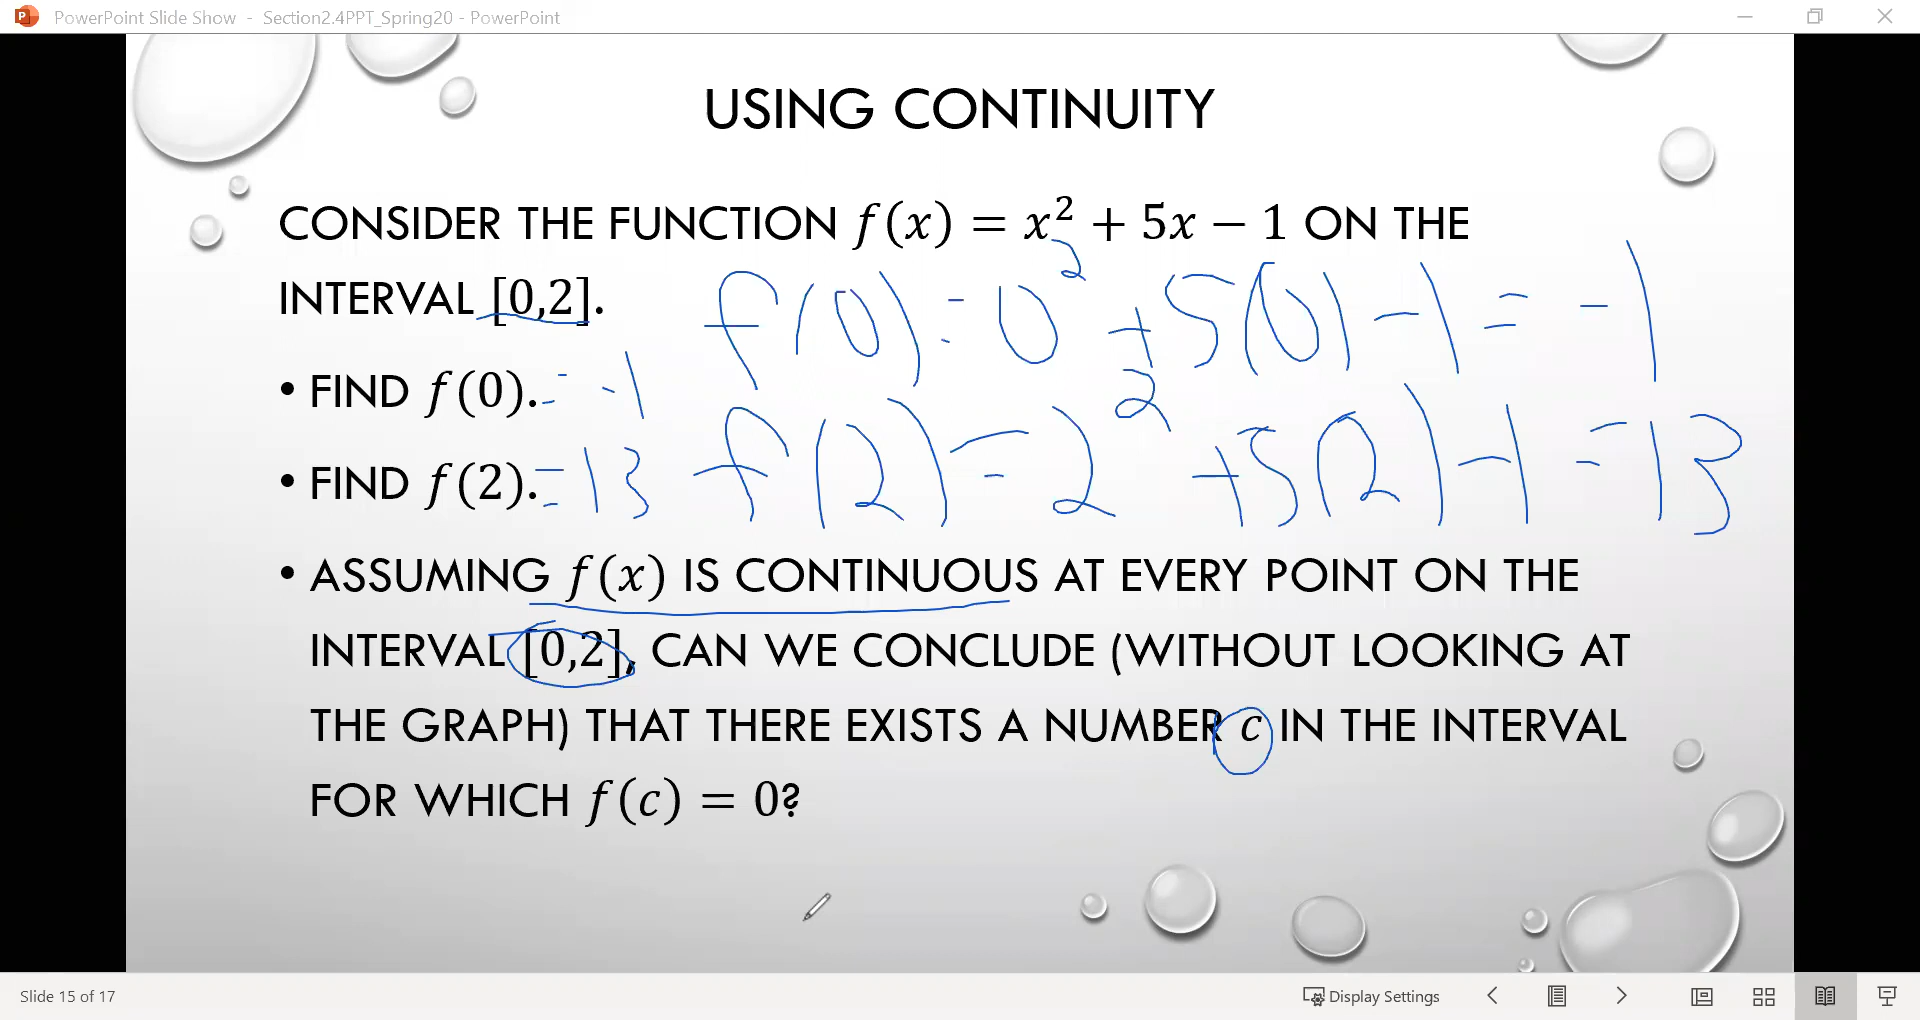 PowerPoint Slide Show - Section2.4PPT_Spring20 - PowerPoint
USING CONTINUITY
CONSIDER THE FUNCTION f(x) = x² + 5x − 1 ON THE
INTERVAL [0,2].
f(0) = 0² + 5(0) − 1 = −1
• FIND f(0). = −1
f(2) = 2² + 5(2) − 1 = 13
• FIND f(2). = 13
• ASSUMING f(x) IS CONTINUOUS AT EVERY POINT ON THE
INTERVAL [0,2], CAN WE CONCLUDE (WITHOUT LOOKING AT
THE GRAPH) THAT THERE EXISTS A NUMBER c IN THE INTERVAL
FOR WHICH f(c) = 0?
Slide 15 of 17
Display Settings